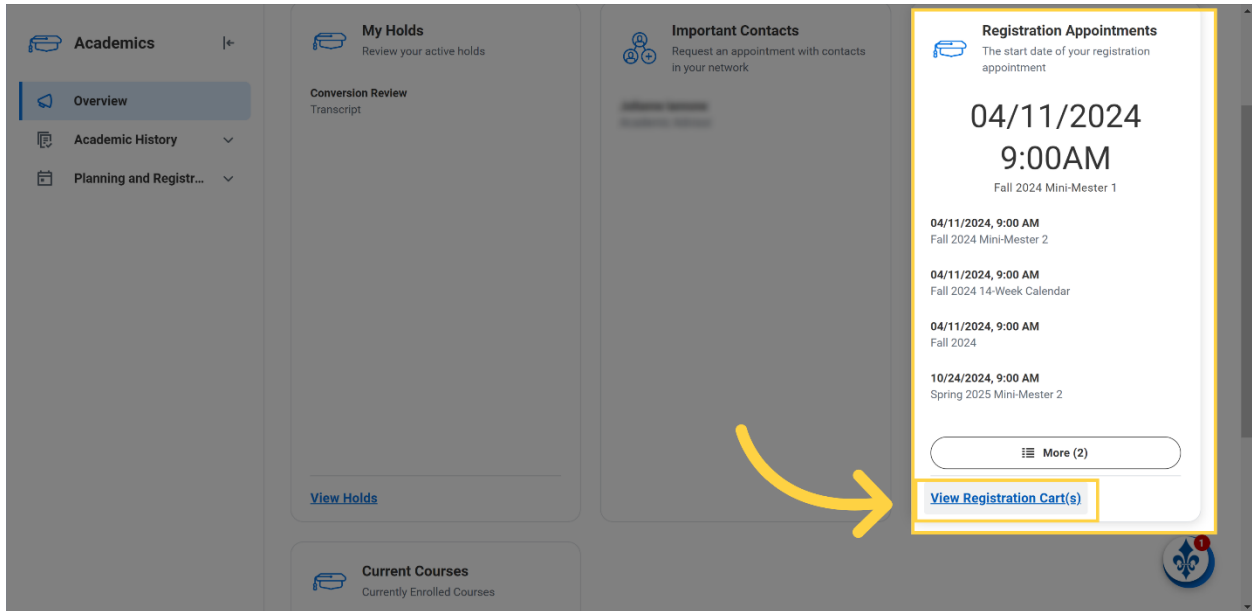 Academics
Overview
Academic History
Planning and Registr...
My Holds
Review your active holds
Conversion Review
Transcript
View Holds
Important Contacts
Request an appointment with contacts
in your network
Registration Appointments
The start date of your registration
appointment
04/11/2024
9:00AM
Fall 2024 Mini-Mester 1
04/11/2024, 9:00 AM
Fall 2024 Mini-Mester 2
04/11/2024, 9:00 AM
Fall 2024 14-Week Calendar
04/11/2024, 9:00 AM
Fall 2024
10/24/2024, 9:00 AM
Spring 2025 Mini-Mester 2
More (2)
View Registration Cart(s)
Current Courses
Currently Enrolled Courses
1